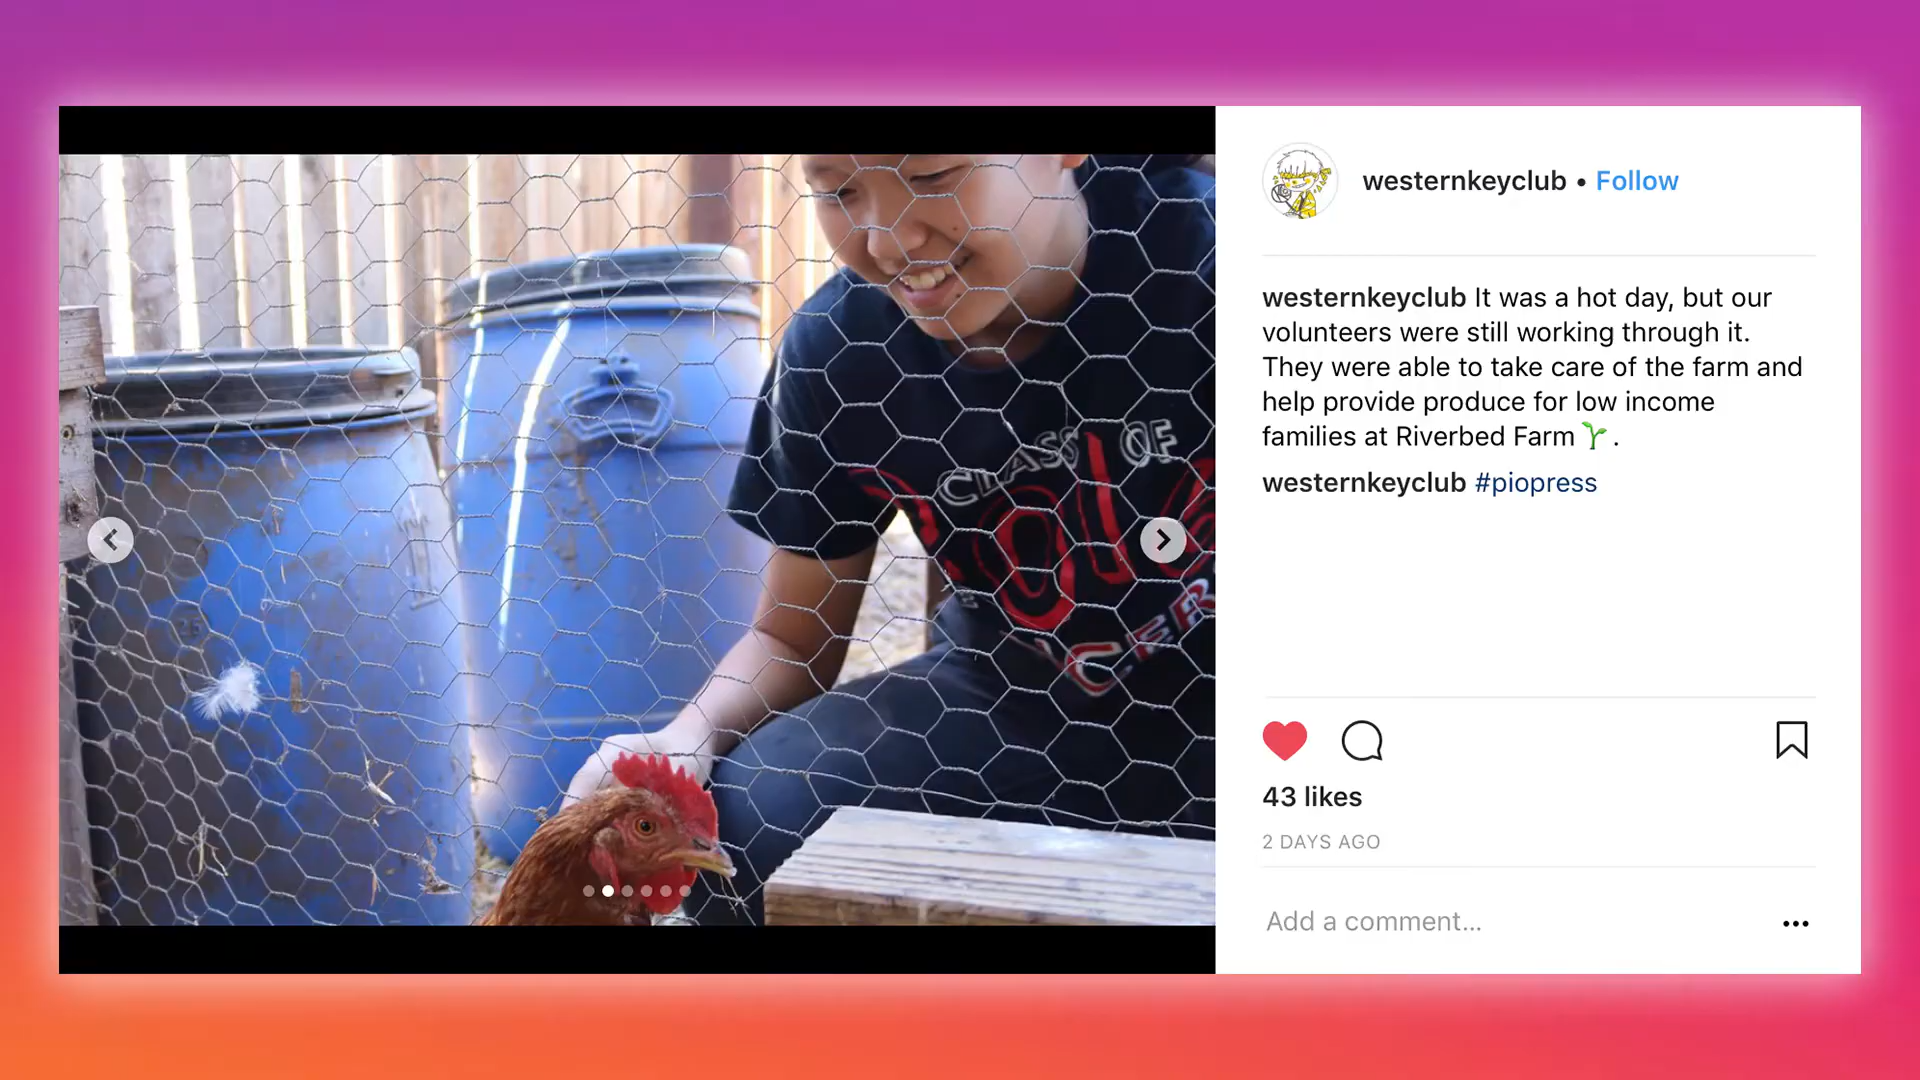 westernkeyclub • Follow
westernkeyclub It was a hot day, but our
volunteers were still working through it.
They were able to take care of the farm and
help provide produce for low income
families at Riverbed Farm 🌱.
westernkeyclub #piopress
CLASS OF
43 likes
2 DAYS AGO
Add a comment...